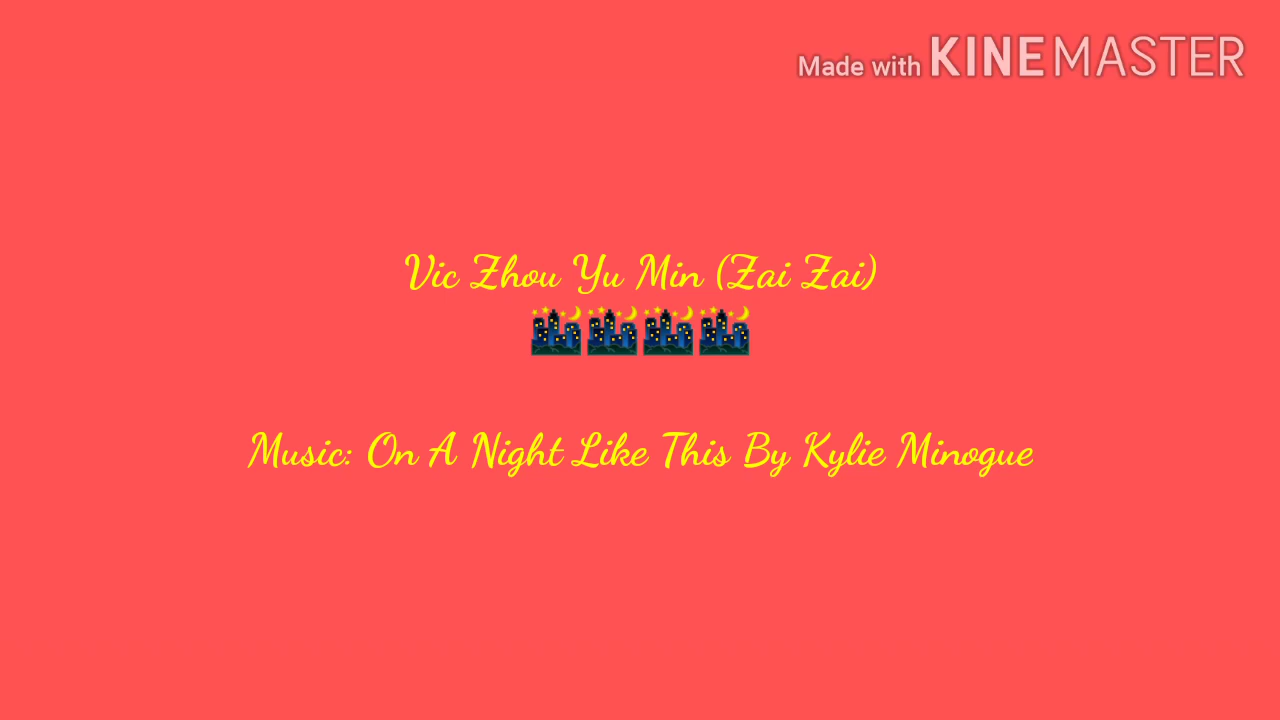 Made with KINEMASTER
Vic Zhou Yu Min (Zai Zai)
🌃🌃🌃🌃
Music: On A Night Like This By Kylie Minogue